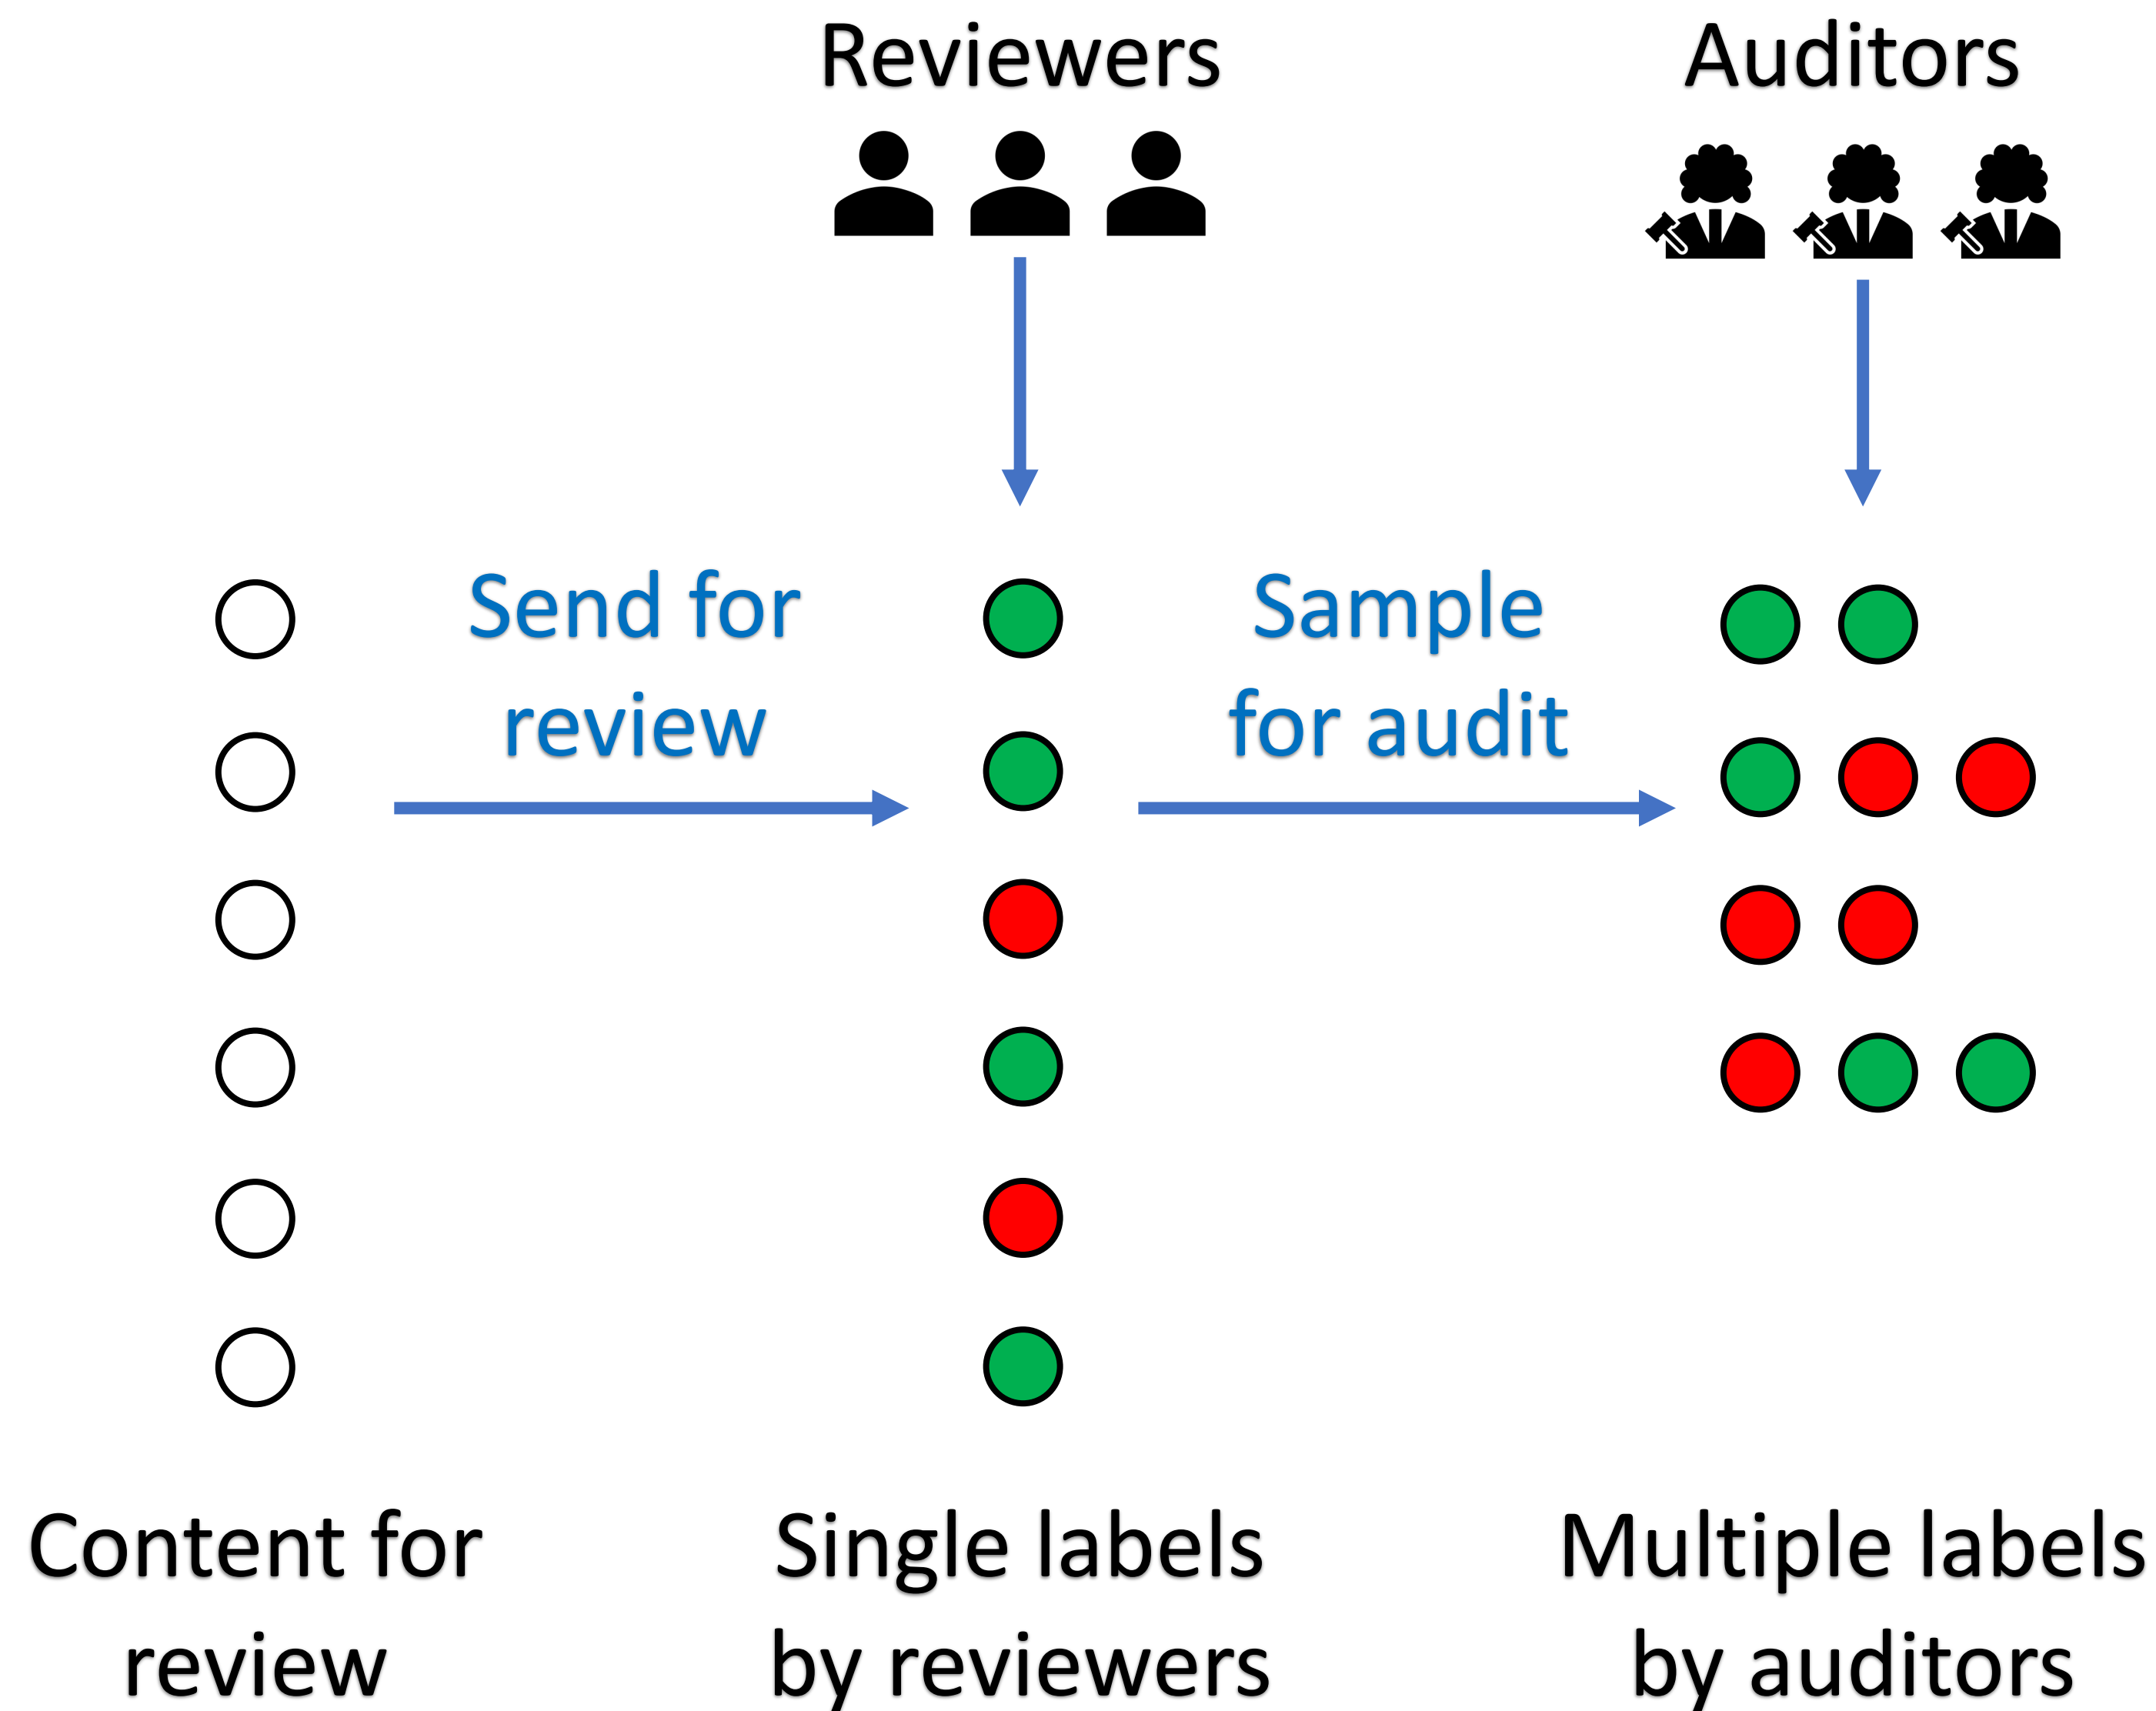 Reviewers
Auditors
Send for
review
Sample
for audit
Content for
review
Single labels
by reviewers
Multiple labels
by auditors